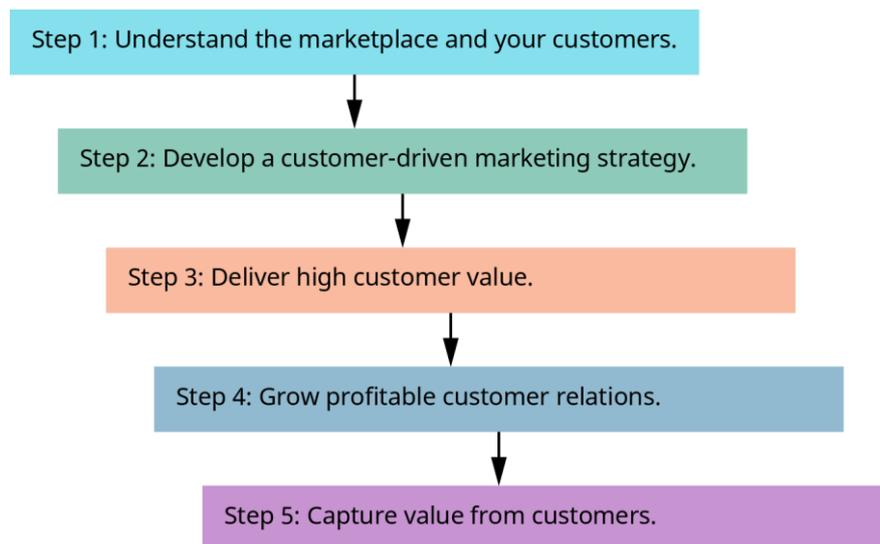 Step 1: Understand the marketplace and your customers.
Step 2: Develop a customer-driven marketing strategy.
Step 3: Deliver high customer value.
Step 4: Grow profitable customer relations.
Step 5: Capture value from customers.